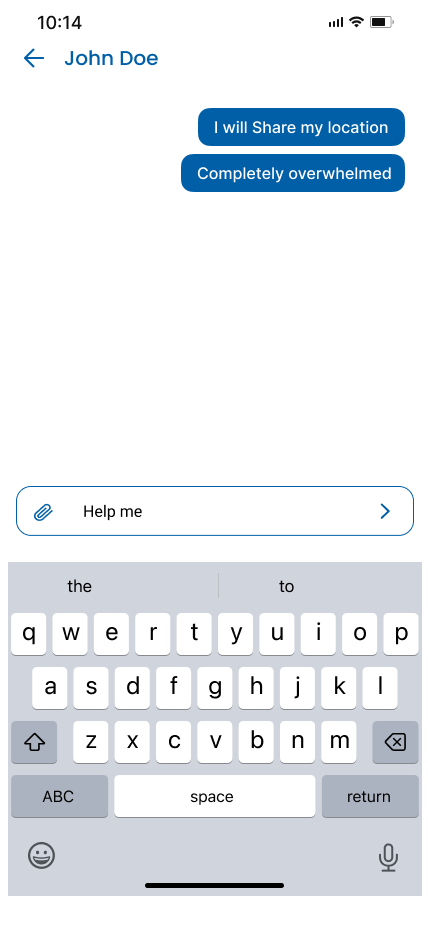 10:14
John Doe
I will Share my location
Completely overwhelmed
Help me
the to
q w e r t y u i o p
a s d f g h j k l
z x c v b n m
ABC space return